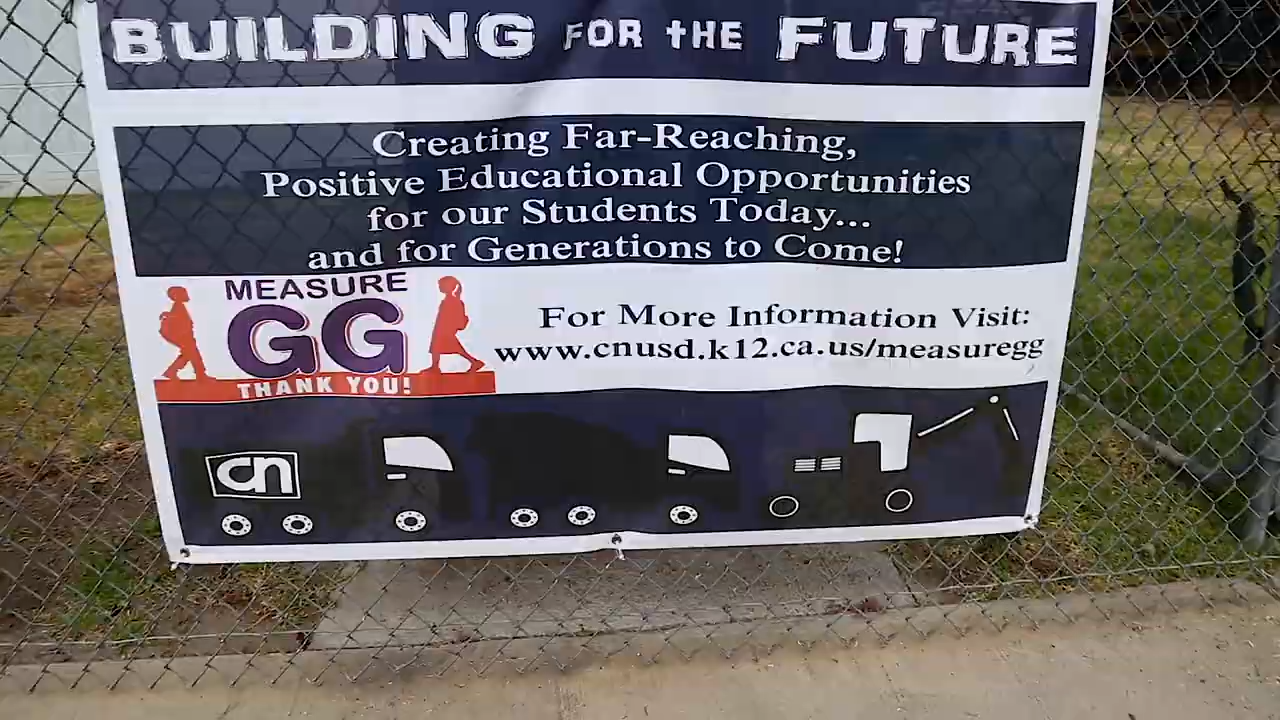 BUILDING FOR THE FUTURE
Creating Far-Reaching,
Positive Educational Opportunities
for our Students Today...
and for Generations to Come!
MEASURE
GG
THANK YOU!
For More Information Visit:
www.cnusd.k12.ca.us/measuregg
cn